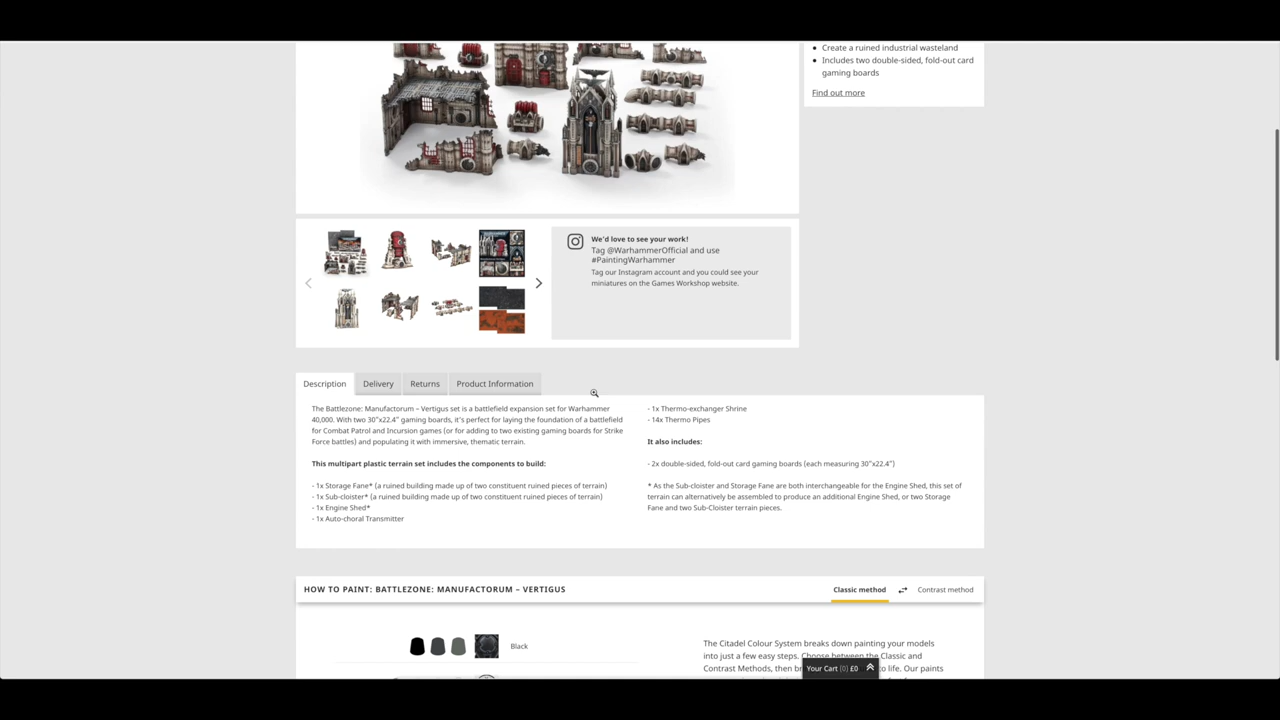 Create a ruined industrial wasteland
Includes two double-sided, fold-out card
gaming boards
Find out more
We'd love to see your work!
Tag @WarhammerOfficial and use
#PaintingWarhammer
Tag our Instagram account and you could see your
miniatures on the Games Workshop website.
Description Delivery Returns Product Information
The Battlezone: Manufactorum – Vertigus set is a battlefield expansion set for Warhammer
40,000. With two 30"x22.4" gaming boards, it's perfect for laying the foundation of a battlefield
for Combat Patrol and Incursion games (or for adding to two existing gaming boards for Strike
Force battles) and populating it with immersive, thematic terrain.
This multipart plastic terrain set includes the components to build:
- 1x Storage Fane* (a ruined building made up of two constituent ruined pieces of terrain)
- 1x Sub-cloister* (a ruined building made up of two constituent ruined pieces of terrain)
- 1x Engine Shed*
- 1x Auto-choral Transmitter
- 1x Thermo-exchanger Shrine
- 14x Thermo Pipes
It also includes:
- 2x double-sided, fold-out card gaming boards (each measuring 30"x22.4")
* As the Sub-cloister and Storage Fane are both interchangeable for the Engine Shed, this set of
terrain can alternatively be assembled to produce an additional Engine Shed, or two Storage
Fane and two Sub-Cloister terrain pieces.
HOW TO PAINT: BATTLEZONE: MANUFACTORUM – VERTIGUS
Classic method Contrast method
Black
The Citadel Colour System breaks down painting your models
into just a few easy steps. Choose between the Classic and
Contrast Methods, then to life. Our paints
Your Cart (0) £0